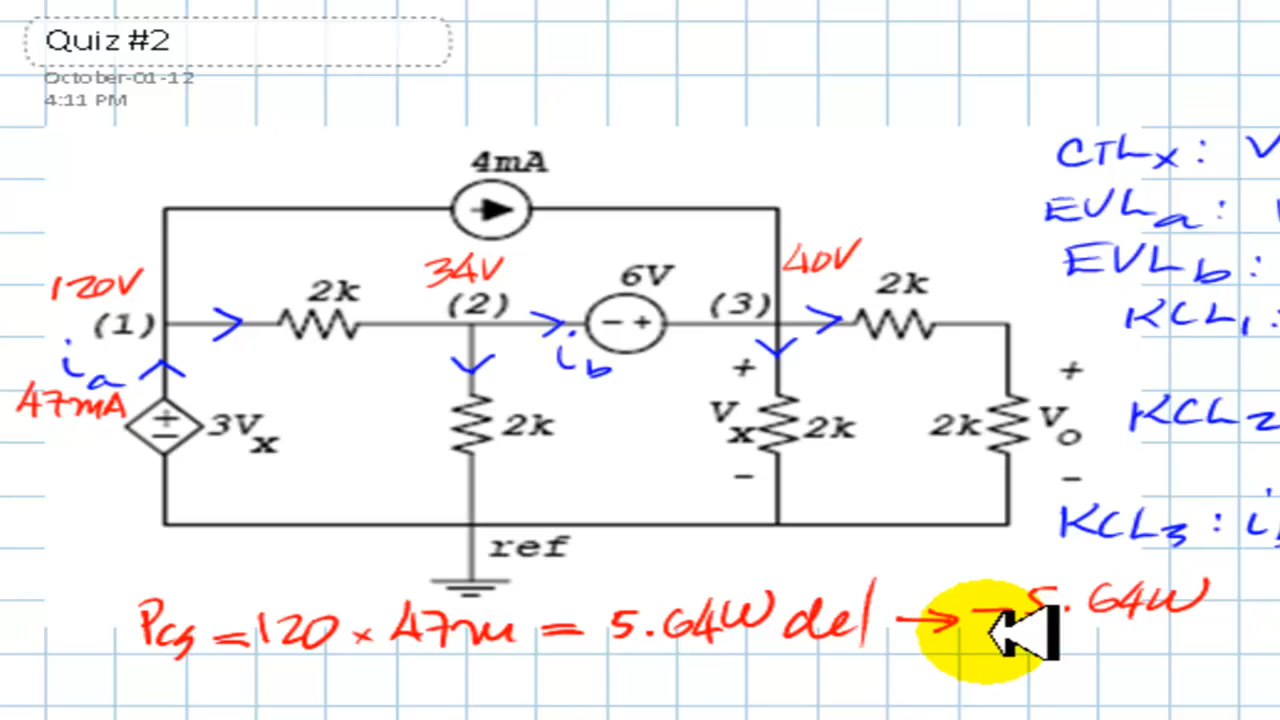 Quiz #2
October-01-12
4:11 PM
4mA
120V
34V
40V
(1)
2k
(2)
6V
(3)
2k
ia
ib
47mA
3Vx
2k
+
Vx
-
2k
2k
+
Vo
-
ref
CTLx: V
EVLa:
EVLb:
KCL1:
KCL2
KCL3: i
Pcs = 120 × 47m = 5.64W del → -5.64W